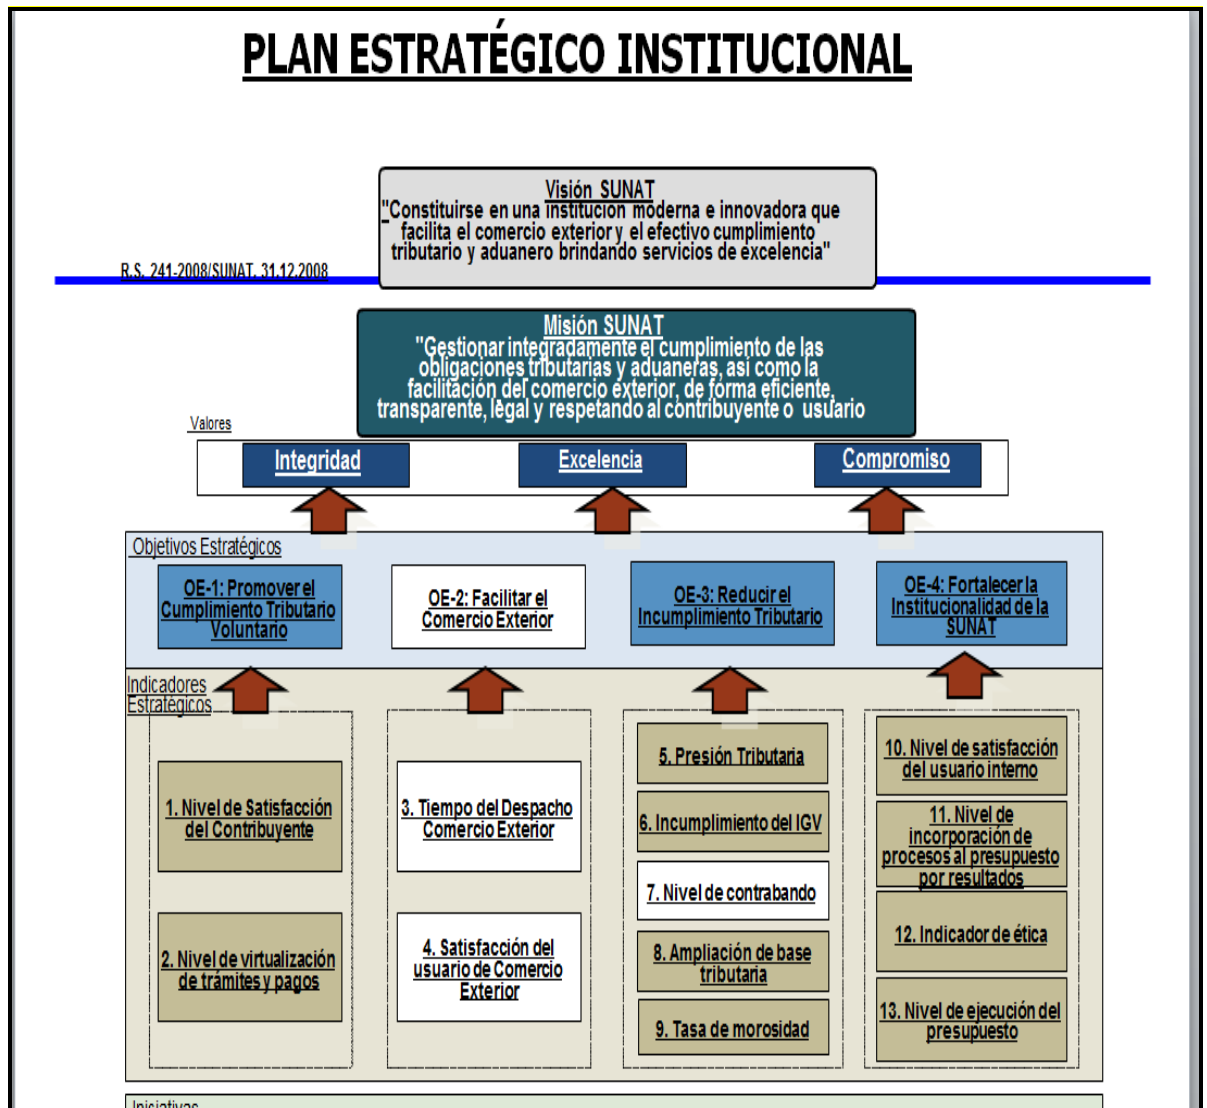 PLAN ESTRATÉGICO INSTITUCIONAL
Visión SUNAT
"Constituirse en una institución moderna e innovadora que
facilita el comercio exterior y el efectivo cumplimiento
tributario y aduanero brindando servicios de excelencia"
R.S. 241-2008/SUNAT. 31.12.2008
Misión SUNAT
"Gestionar integradamente el cumplimiento de las
obligaciones tributarias y aduaneras, así como la
facilitación del comercio exterior, de forma eficiente,
transparente, legal y respetando al contribuyente o usuario
Valores
Integridad
Excelencia
Compromiso
Objetivos Estratégicos
OE-1: Promover el
Cumplimiento Tributario
Voluntario
OE-2: Facilitar el
Comercio Exterior
OE-3: Reducir el
Incumplimiento Tributario
OE-4: Fortalecer la
Institucionalidad de la
SUNAT
Indicadores
Estratégicos
1. Nivel de Satisfacción
del Contribuyente
2. Nivel de virtualización
de trámites y pagos
3. Tiempo del Despacho
Comercio Exterior
4. Satisfacción del
usuario de Comercio
Exterior
5. Presión Tributaria
6. Incumplimiento del IGV
7. Nivel de contrabando
8. Ampliación de base
tributaria
9. Tasa de morosidad
10. Nivel de satisfacción
del usuario interno
11. Nivel de
incorporación de
procesos al presupuesto
por resultados
12. Indicador de ética
13. Nivel de ejecución del
presupuesto
Iniciativas